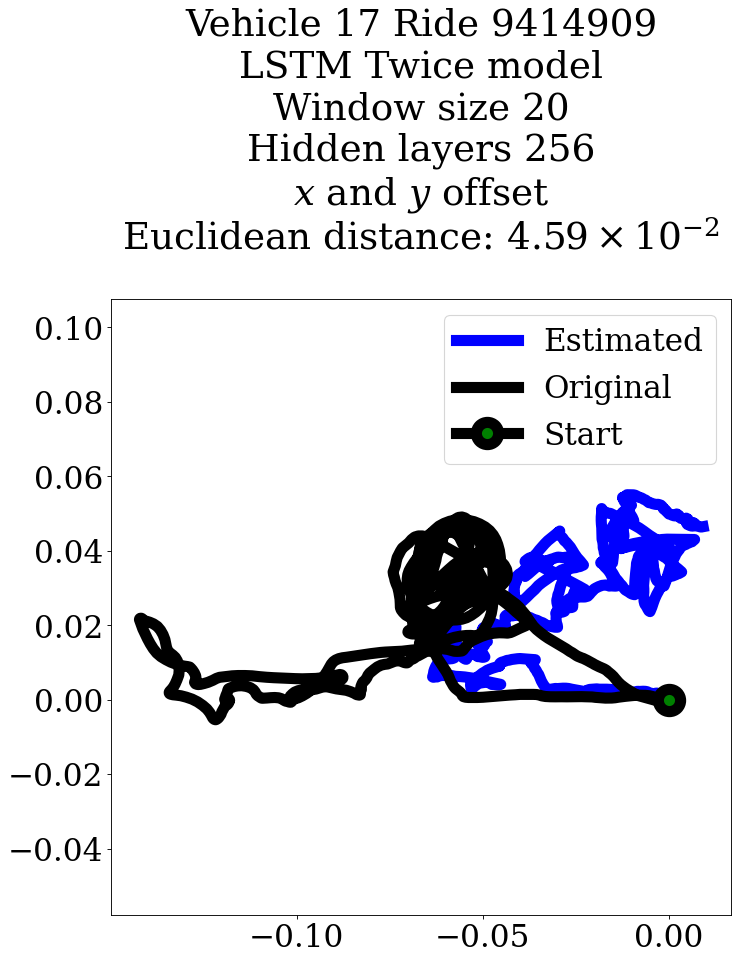 Vehicle 17 Ride 9414909
LSTM Twice model
Window size 20
Hidden layers 256
x and y offset
Euclidean distance: 4.59 × 10⁻²
Estimated
Original
Start
0.10
0.08
0.06
0.04
0.02
0.00
−0.02
−0.04
−0.10 −0.05 0.00